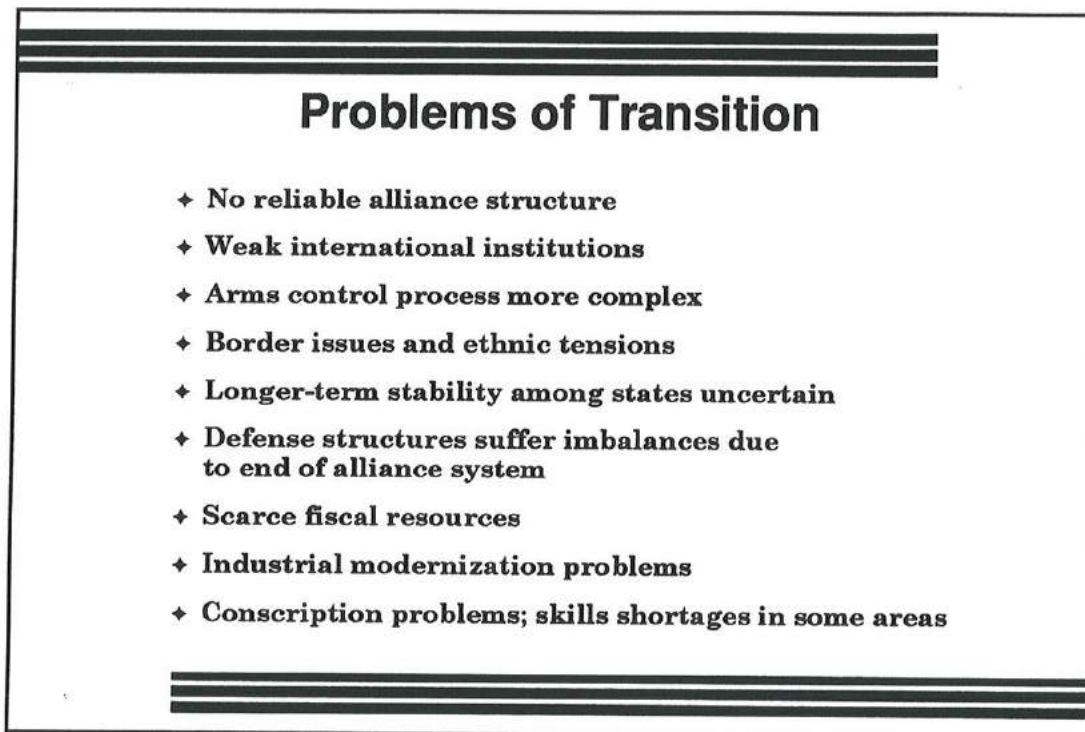 Problems of Transition
✦ No reliable alliance structure
✦ Weak international institutions
✦ Arms control process more complex
✦ Border issues and ethnic tensions
✦ Longer-term stability among states uncertain
✦ Defense structures suffer imbalances due
to end of alliance system
✦ Scarce fiscal resources
✦ Industrial modernization problems
✦ Conscription problems; skills shortages in some areas